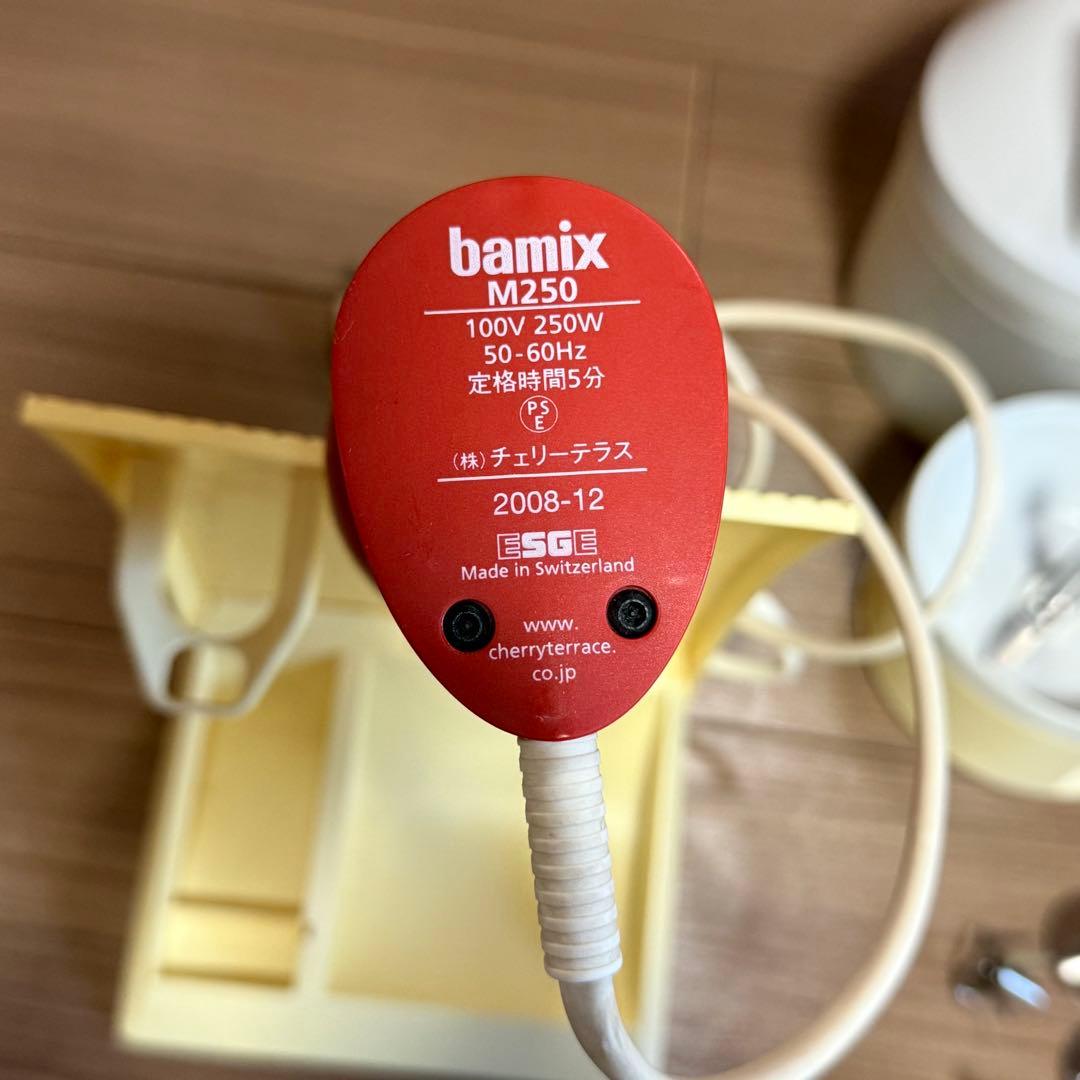 bamix
M250
100V 250W
50-60Hz
定格時間5分
PS
E
(株)チェリーテラス
2008-12
ESGE
Made in Switzerland
www.
cherryterrace.
co.jp